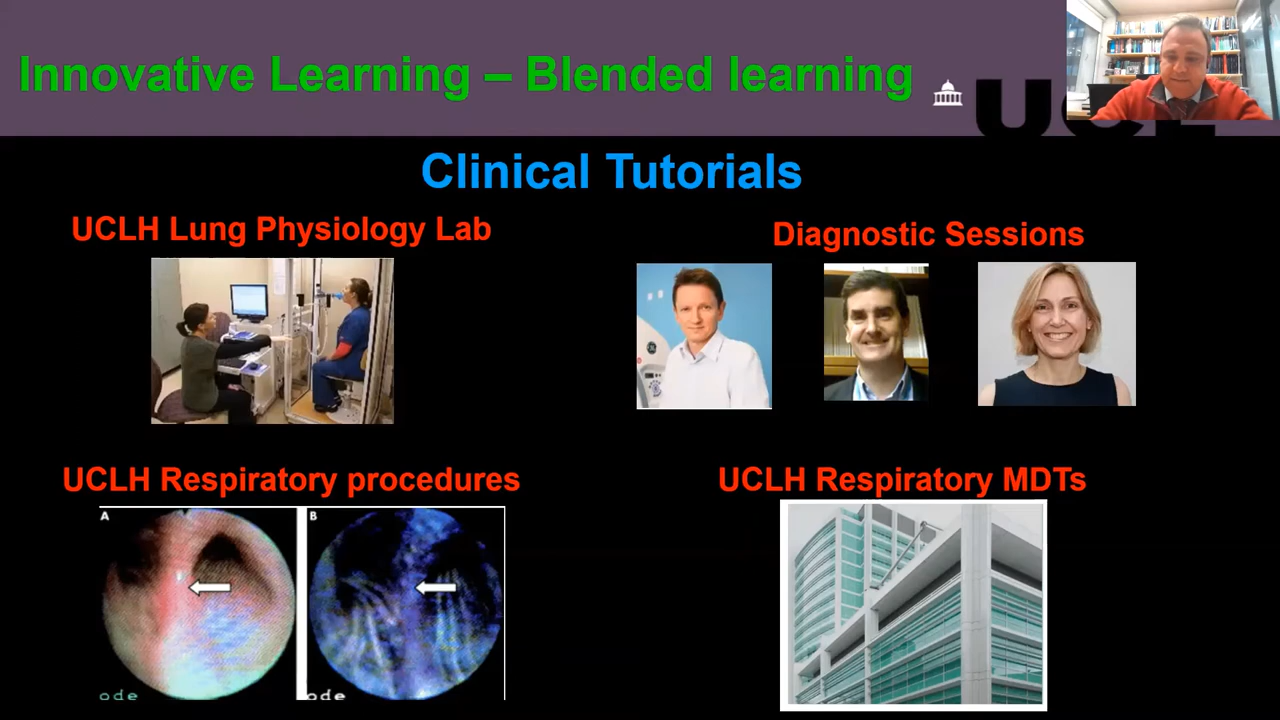 Innovative Learning – Blended learning
UCL
Clinical Tutorials
UCLH Lung Physiology Lab
Diagnostic Sessions
UCLH Respiratory procedures
UCLH Respiratory MDTs
A
B
ode
ode